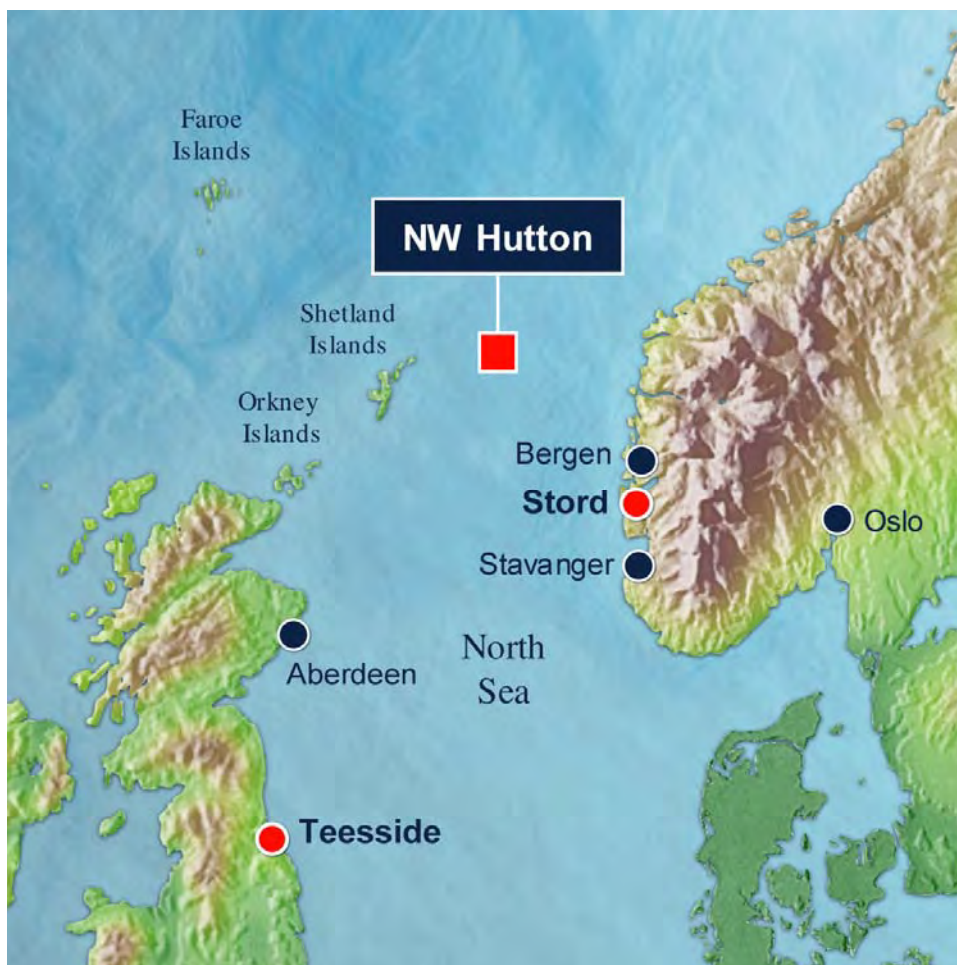 Faroe
Islands
NW Hutton
Shetland
Islands
Orkney
Islands
Bergen
Stord
Oslo
Stavanger
North
Sea
Aberdeen
Teesside